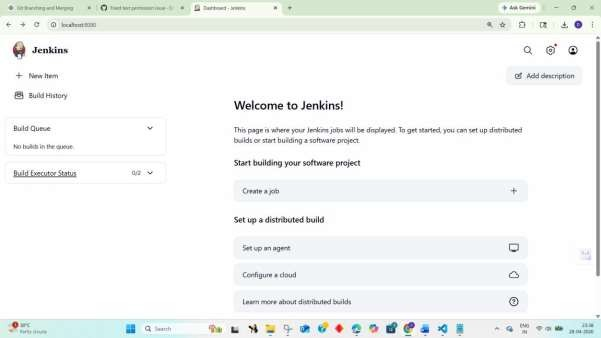 Git Branching and Merging
Fixed test permission issue
Dashboard - Jenkins
Ask Gemini
localhost:8080
Jenkins
New Item
Add description
Build History
Welcome to Jenkins!
Build Queue
This page is where your Jenkins jobs will be displayed. To get started, you can set up distributed
builds or start building a software project.
No builds in the queue.
Start building your software project
Build Executor Status
0/2
Create a job
Set up a distributed build
Set up an agent
Configure a cloud
Learn more about distributed builds
Search
ENG
IN
23:38
28-04-2026